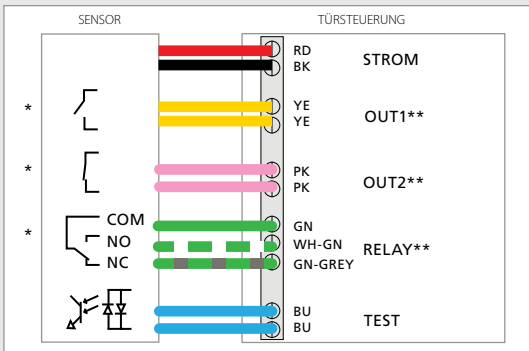 SENSOR TÜRSTEUERUNG
RD
BK
STROM
* YE
YE
OUT1**
* PK
PK
OUT2**
* COM GN
NO WH-GN
NC GN-GREY
RELAY**
BU
BU
TEST